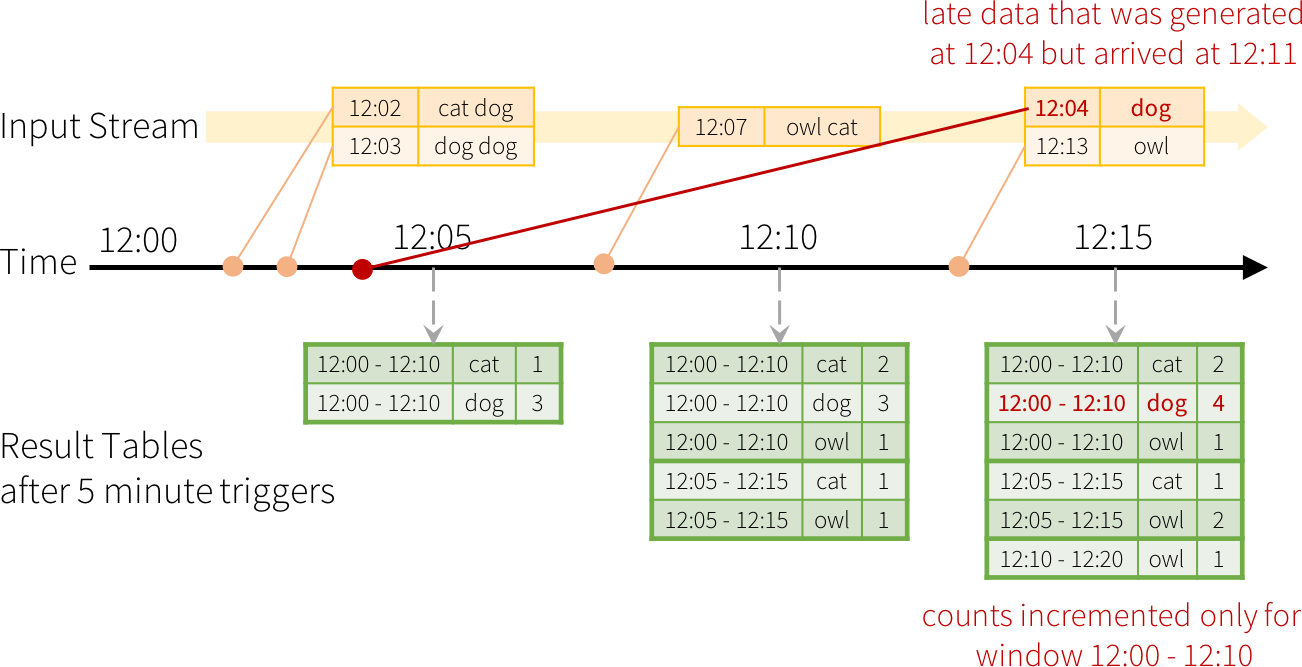 late data that was generated
at 12:04 but arrived at 12:11
Input Stream
12:02 cat dog
12:03 dog dog
12:07 owl cat
12:04 dog
12:13 owl
Time
12:00 12:05 12:10 12:15
12:00 - 12:10 cat 1
12:00 - 12:10 dog 3
12:00 - 12:10 cat 2
12:00 - 12:10 dog 3
12:00 - 12:10 owl 1
12:05 - 12:15 cat 1
12:05 - 12:15 owl 1
12:00 - 12:10 cat 2
12:00 - 12:10 dog 4
12:00 - 12:10 owl 1
12:05 - 12:15 cat 1
12:05 - 12:15 owl 2
12:10 - 12:20 owl 1
Result Tables
after 5 minute triggers
counts incremented only for
window 12:00 - 12:10